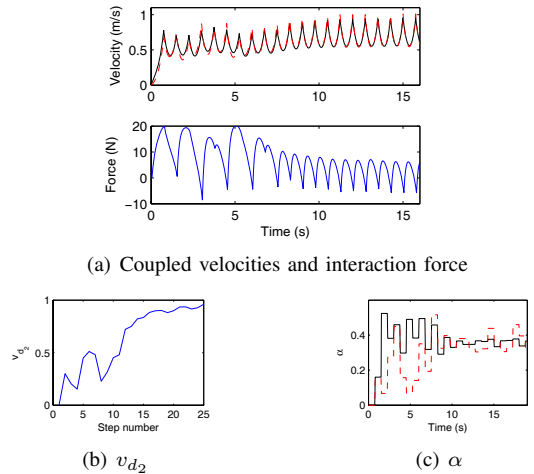 Velocity (m/s)
1
0.5
0
0 5 10 15
Force (N)
20
10
0
−10
0 5 10 15
Time (s)
(a) Coupled velocities and interaction force
v_{d_2}
1
0.5
0
0 5 10 15 20 25
Step number
(b) v_{d_2}
α
0.4
0.2
0
0 5 10 15
Time (s)
(c) α